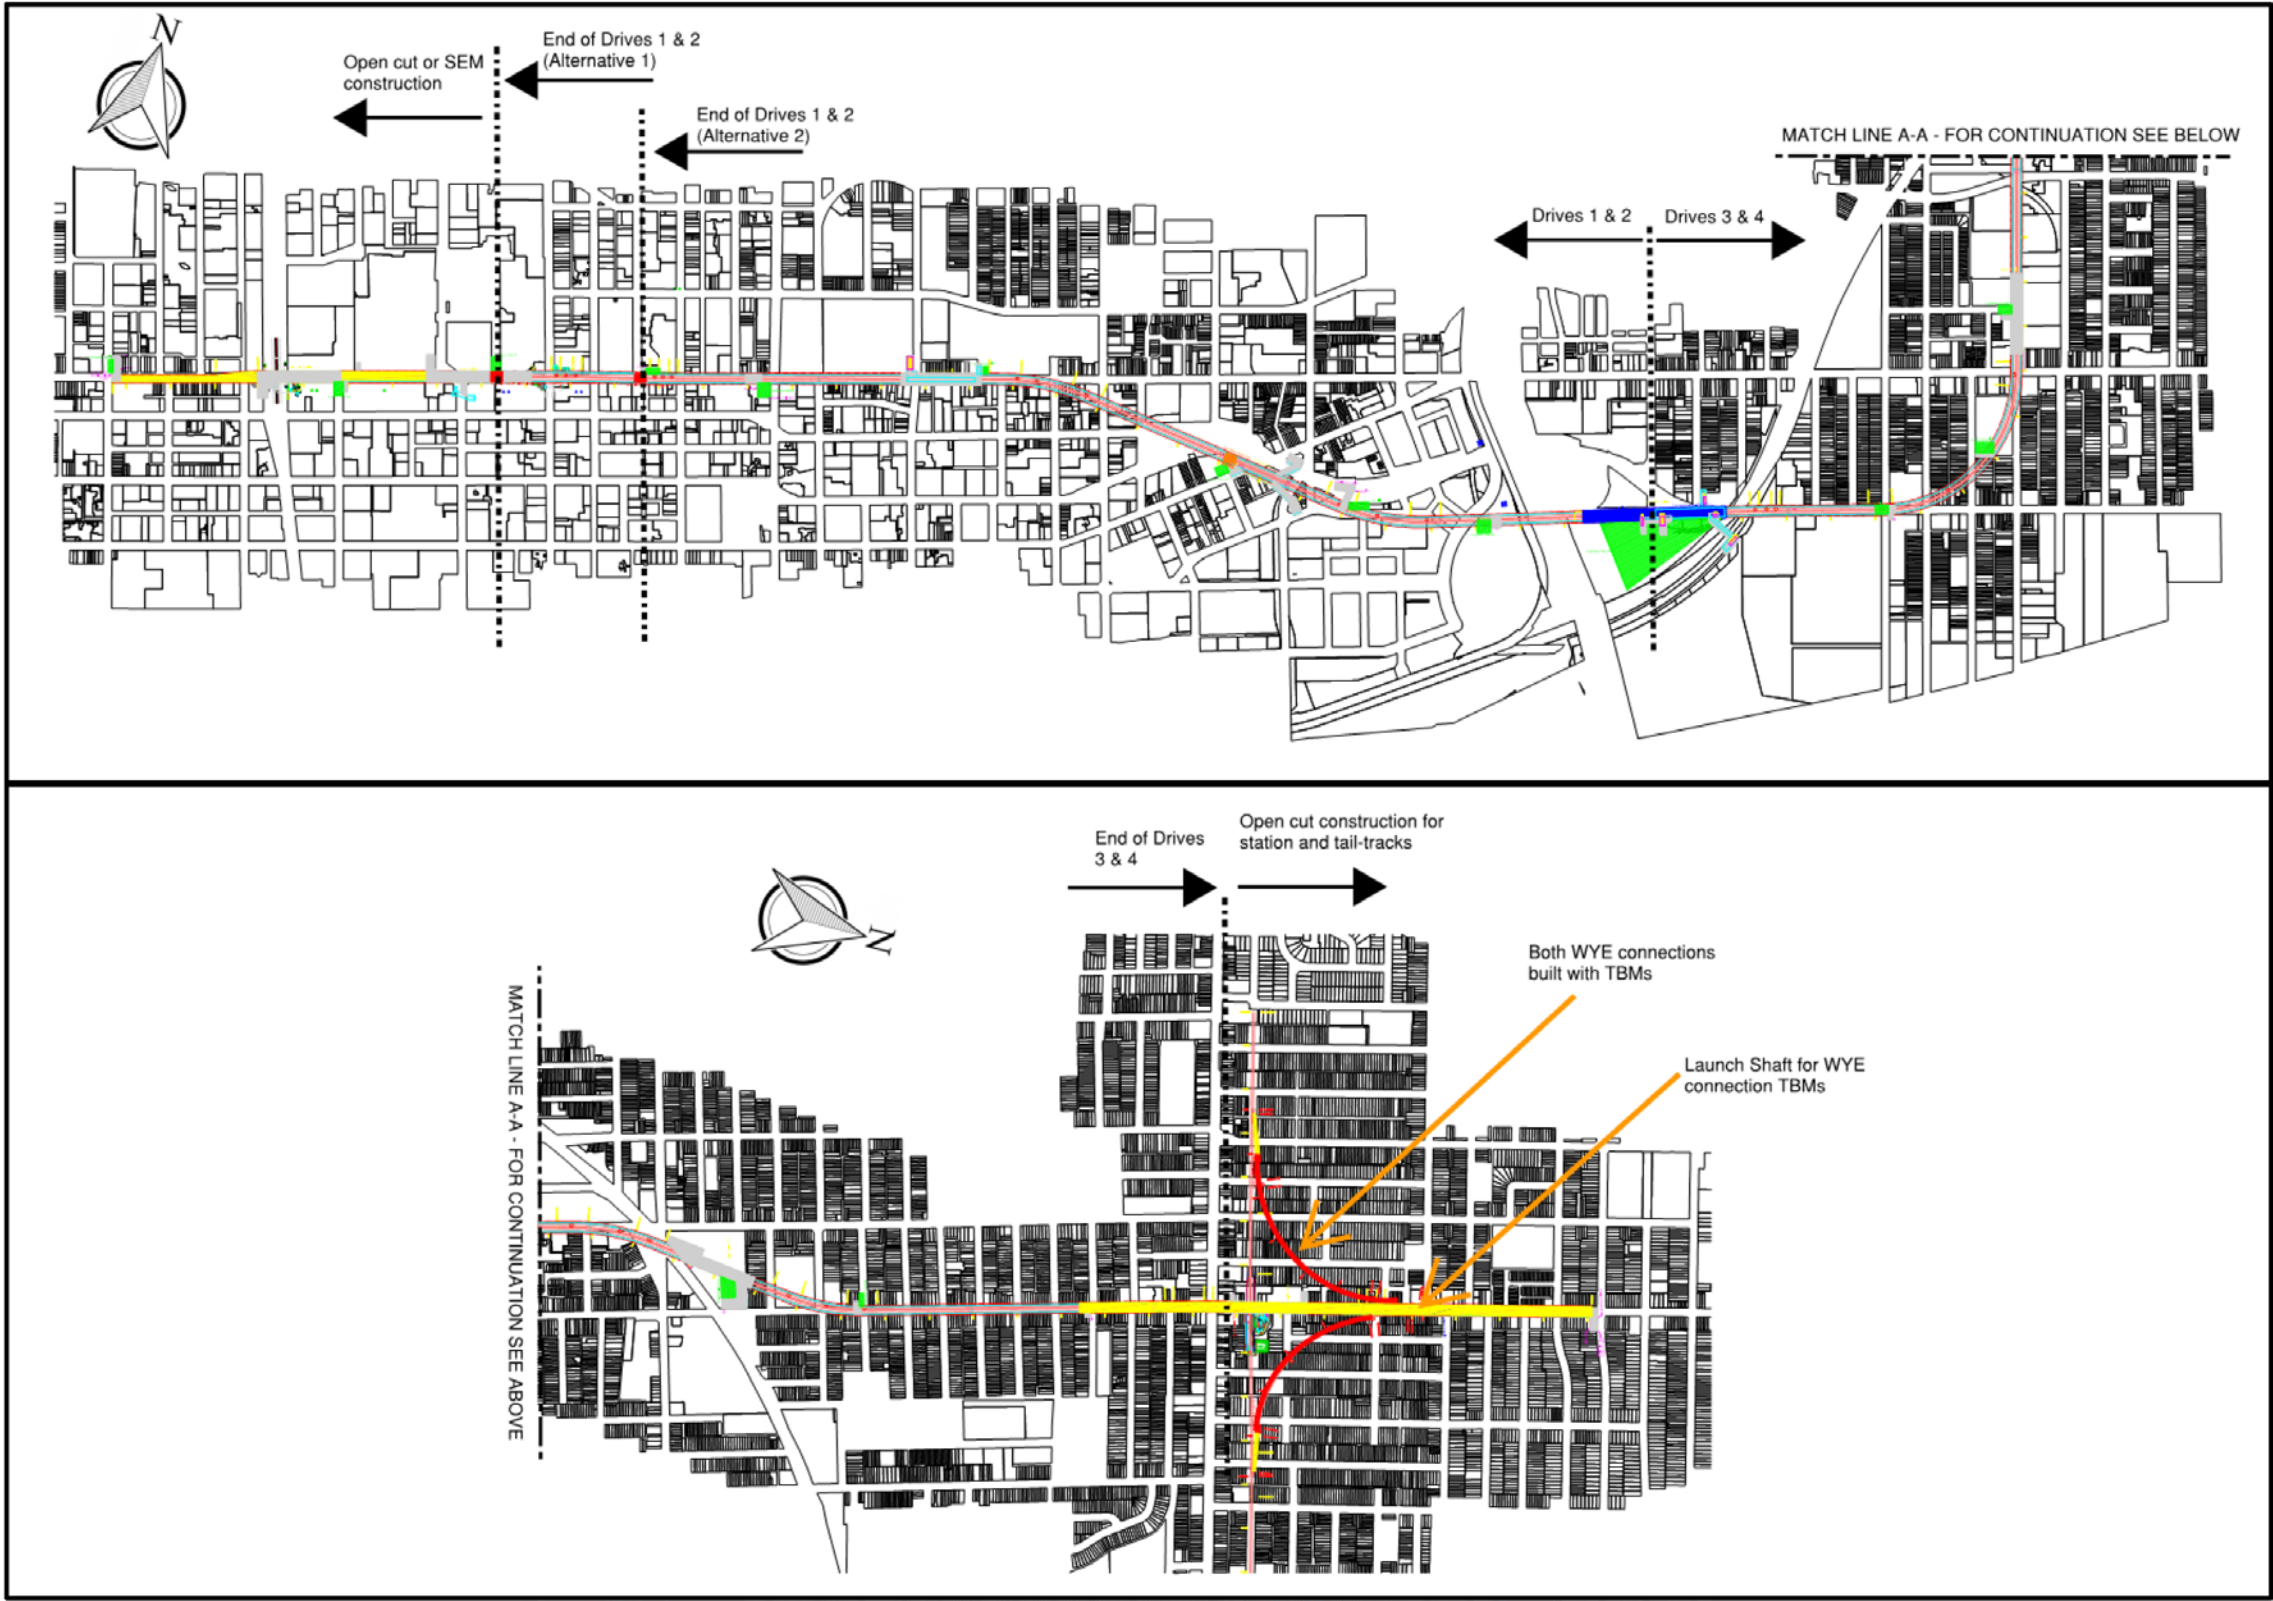 N
End of Drives 1 & 2
(Alternative 1)
Open cut or SEM
construction
End of Drives 1 & 2
(Alternative 2)
MATCH LINE A-A - FOR CONTINUATION SEE BELOW
Drives 1 & 2
Drives 3 & 4
Open cut construction for
station and tail-tracks
End of Drives
3 & 4
N
Both WYE connections
built with TBMs
MATCH LINE A-A - FOR CONTINUATION SEE ABOVE
Launch Shaft for WYE
connection TBMs